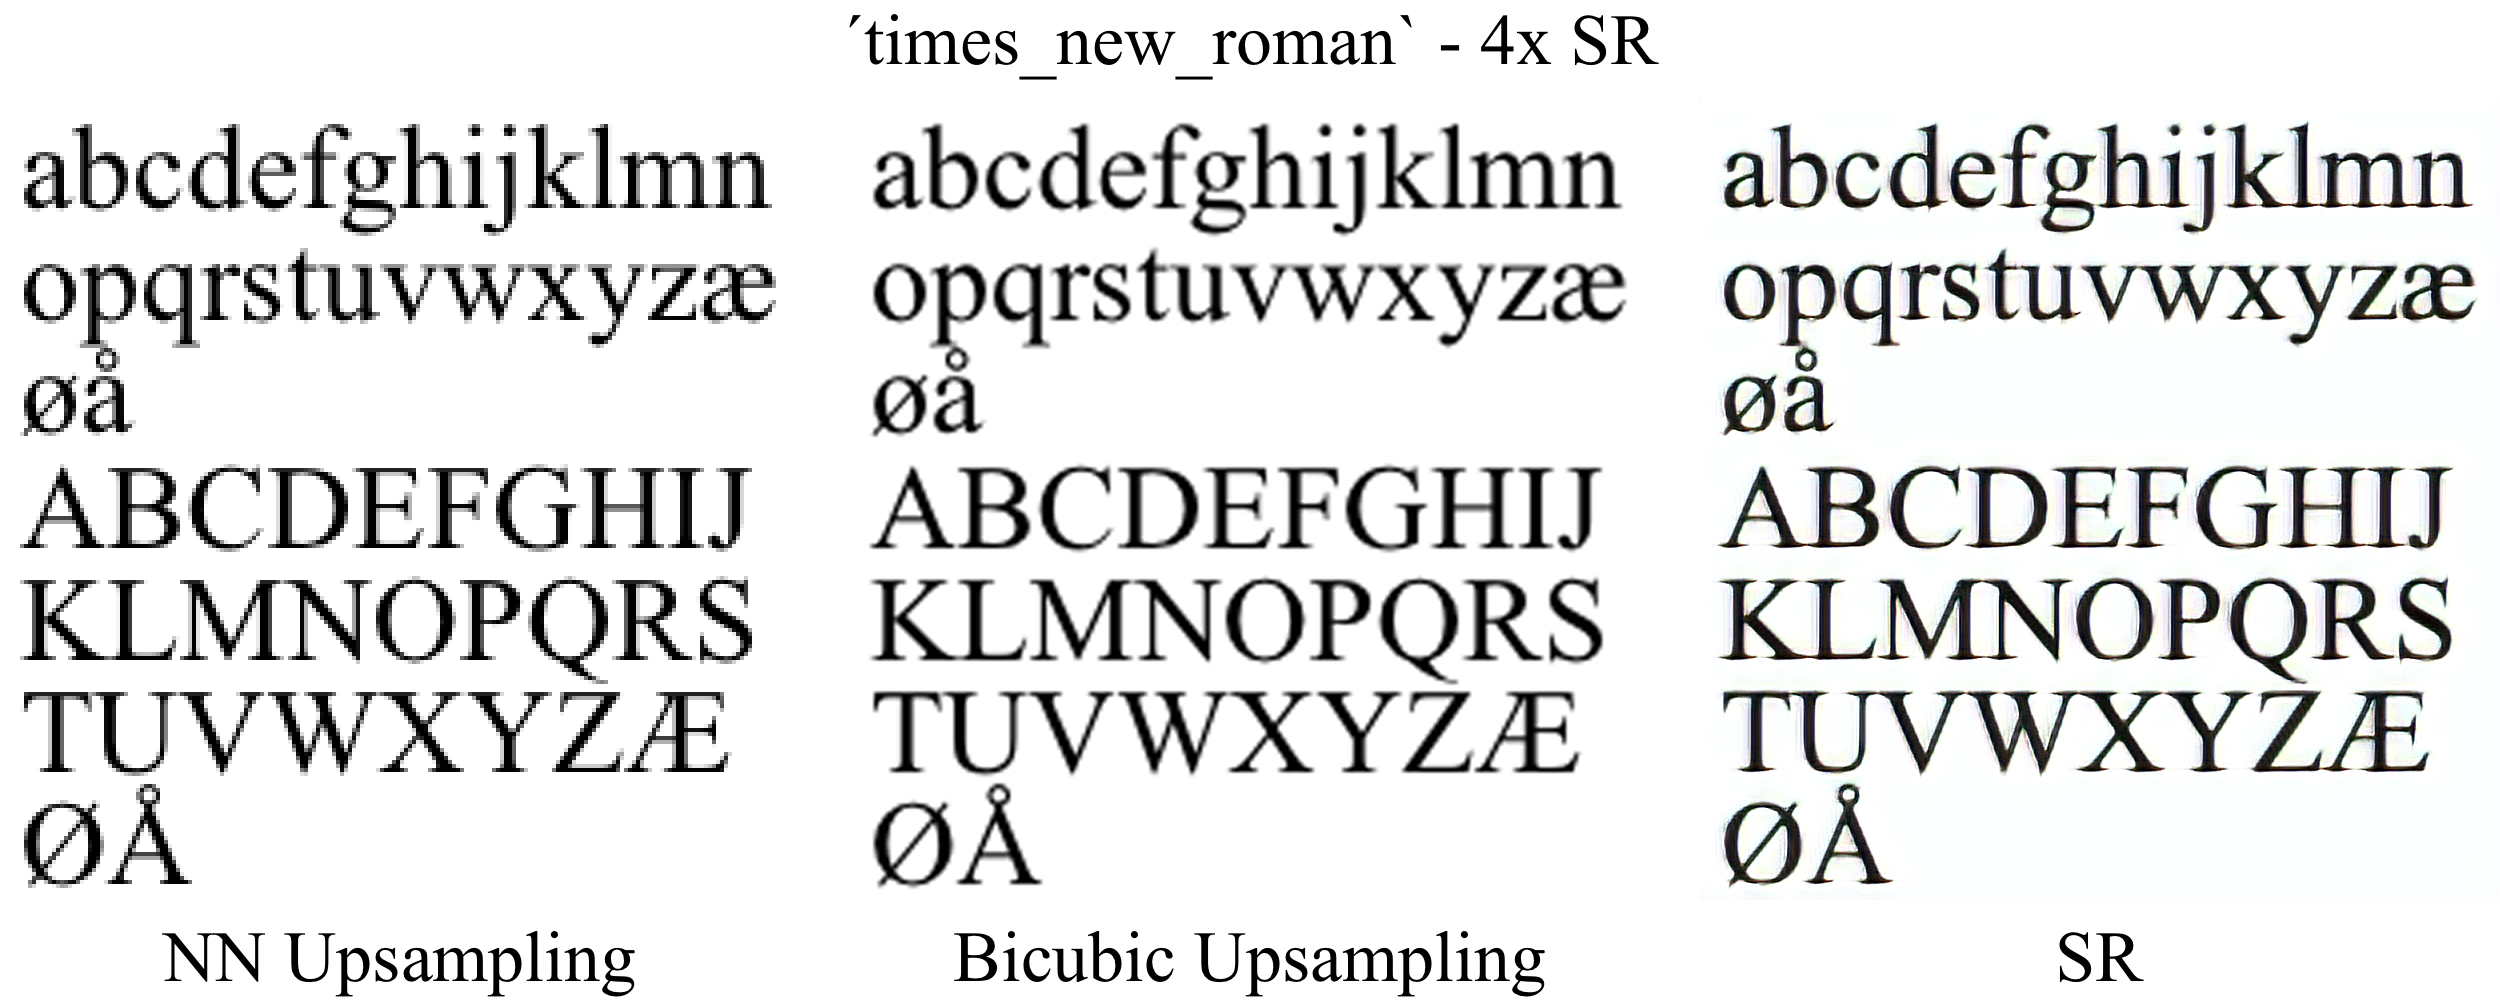 ´times_new_roman` - 4x SR
abcdefghijklmn
opqrstuvwxyzæ
øå
ABCDEFGHIJ
KLMNOPQRS
TUVWXYZÆ
ØÅ
NN Upsampling
abcdefghijklmn
opqrstuvwxyzæ
øå
ABCDEFGHIJ
KLMNOPQRS
TUVWXYZÆ
ØÅ
Bicubic Upsampling
abcdefghijklmn
opqrstuvwxyzæ
øå
ABCDEFGHIJ
KLMNOPQRS
TUVWXYZÆ
ØÅ
SR